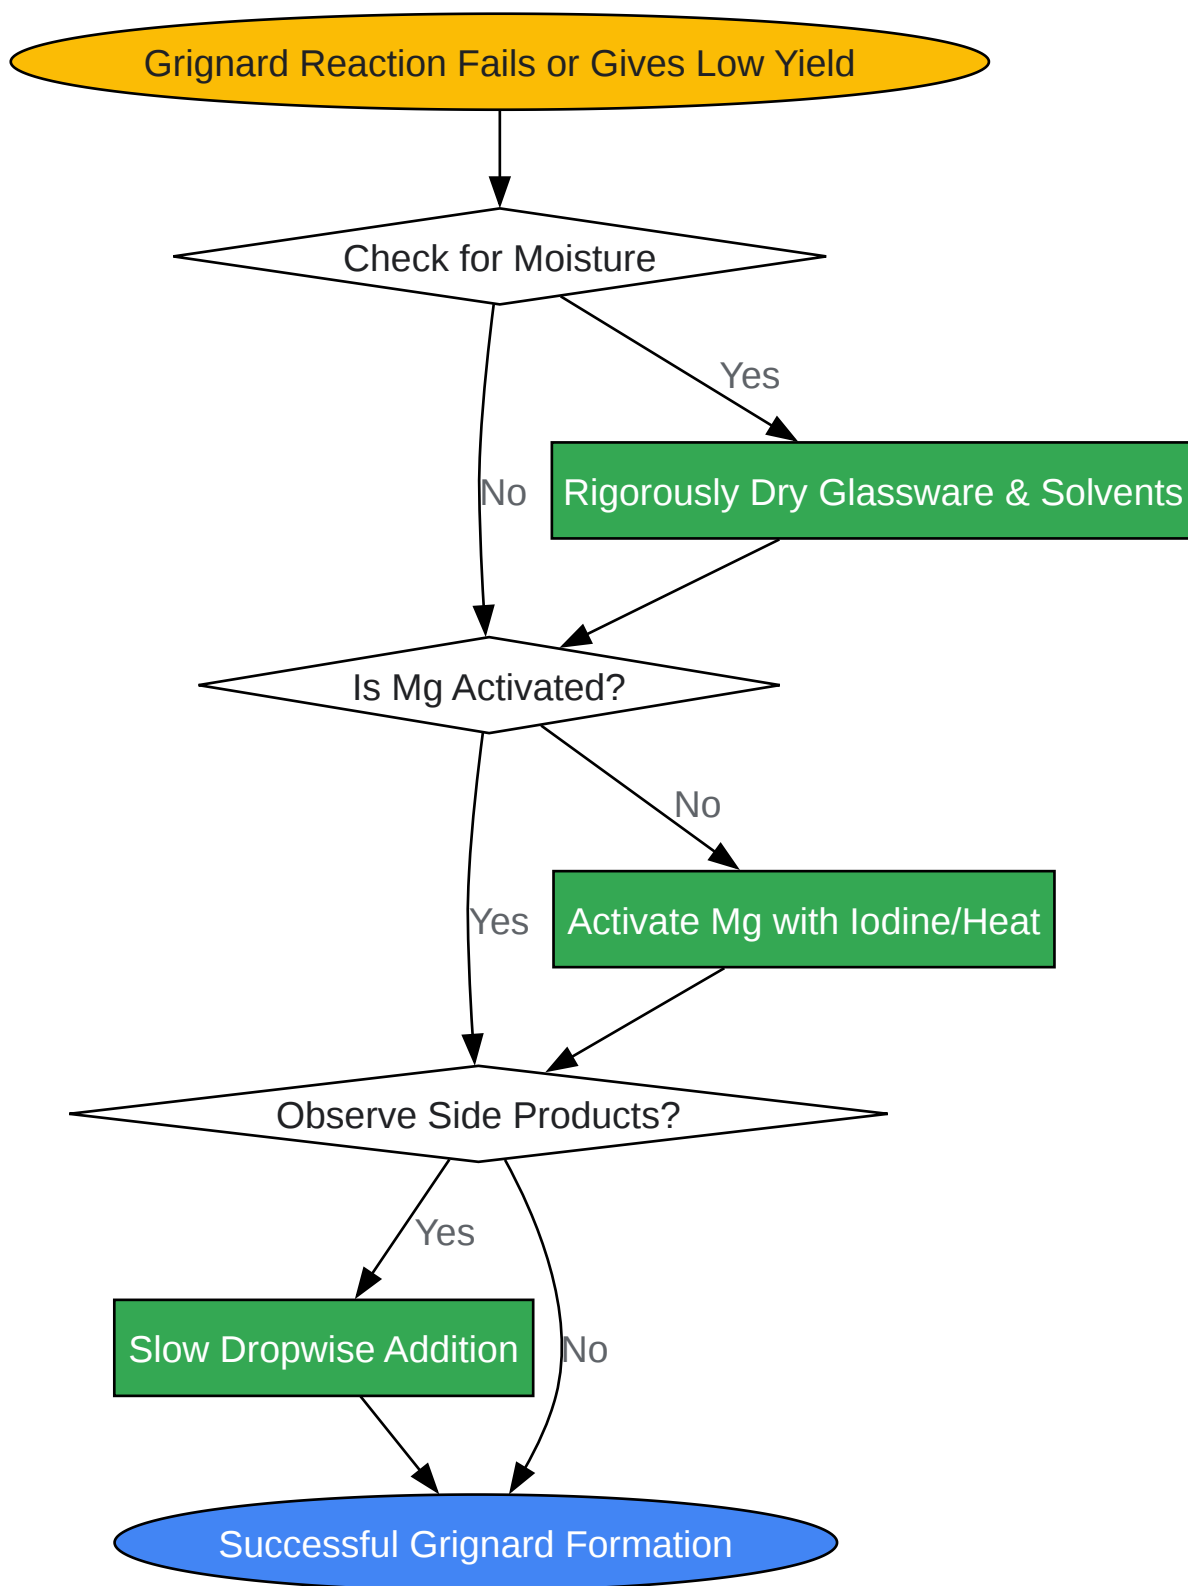 Grignard Reaction Fails or Gives Low Yield
Check for Moisture
Yes
No
Rigorously Dry Glassware & Solvents
Is Mg Activated?
No
Yes
Activate Mg with Iodine/Heat
Observe Side Products?
Yes
Slow Dropwise Addition
No
Successful Grignard Formation